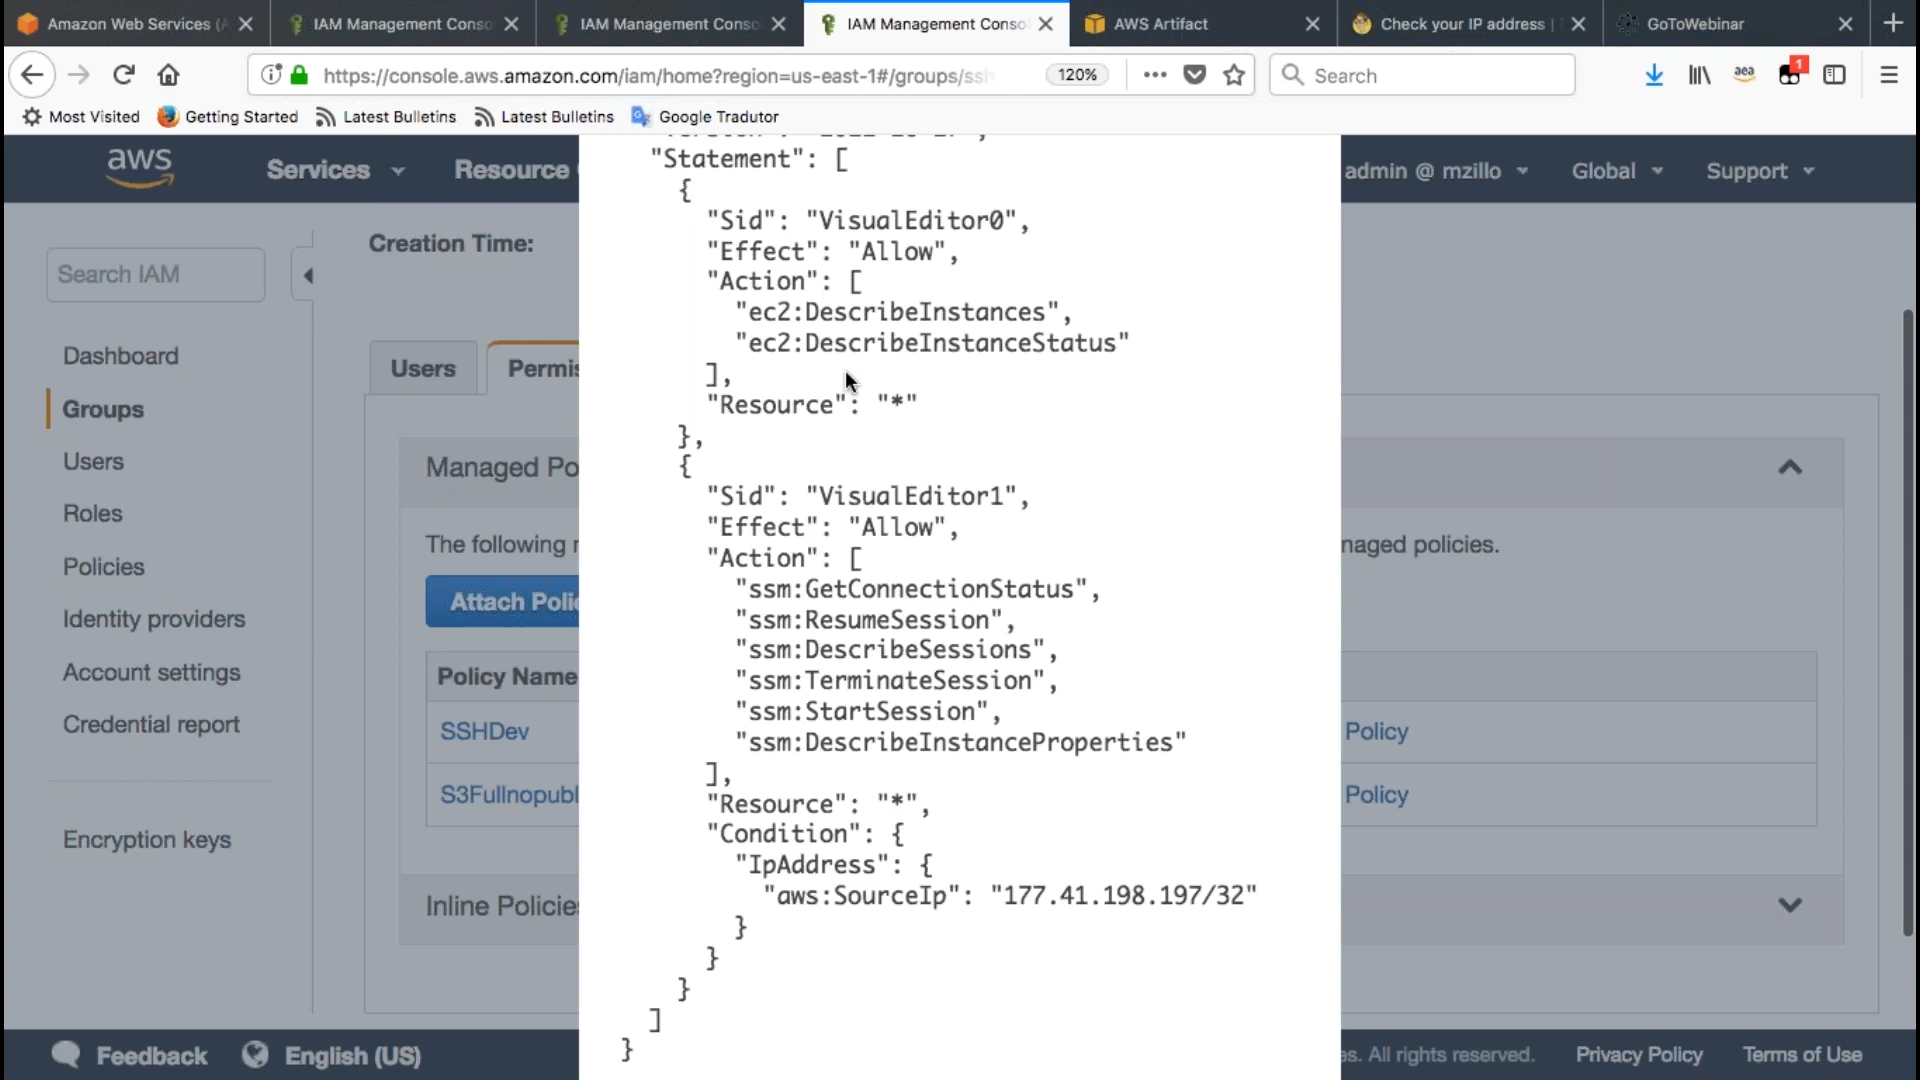 Amazon Web Services (
IAM Management Conso
IAM Management Conso
IAM Management Conso
AWS Artifact
Check your IP address |
GoToWebinar
https://console.aws.amazon.com/iam/home?region=us-east-1#/groups/ssh
120%
Search
aea
1
Most Visited
Getting Started
Latest Bulletins
Latest Bulletins
Google Tradutor
aws
Services
Resource
admin @ mzillo
Global
Support
Search IAM
Dashboard
Groups
Users
Roles
Policies
Identity providers
Account settings
Credential report
Encryption keys
Creation Time:
Users
Permis
Managed Po
The following
naged policies.
Attach Poli
Policy Name
SSHDev
Policy
S3Fullnopubl
Policy
Inline Policies
"Statement": [
{
"Sid": "VisualEditor0",
"Effect": "Allow",
"Action": [
"ec2:DescribeInstances",
"ec2:DescribeInstanceStatus"
],
"Resource": "*"
},
{
"Sid": "VisualEditor1",
"Effect": "Allow",
"Action": [
"ssm:GetConnectionStatus",
"ssm:ResumeSession",
"ssm:DescribeSessions",
"ssm:TerminateSession",
"ssm:StartSession",
"ssm:DescribeInstanceProperties"
],
"Resource": "*",
"Condition": {
"IpAddress": {
"aws:SourceIp": "177.41.198.197/32"
}
}
}
]
}
Feedback
English (US)
es. All rights reserved.
Privacy Policy
Terms of Use